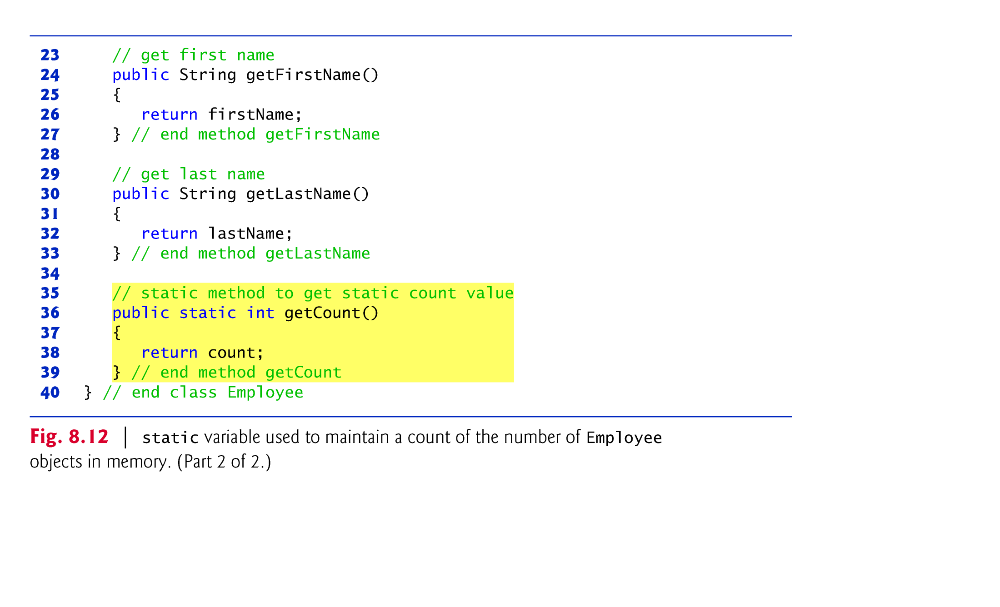 23 // get first name
24 public String getFirstName()
25 {
26 return firstName;
27 } // end method getFirstName
28
29 // get last name
30 public String getLastName()
31 {
32 return lastName;
33 } // end method getLastName
34
35 // static method to get static count value
36 public static int getCount()
37 {
38 return count;
39 } // end method getCount
40 } // end class Employee
Fig. 8.12 | static variable used to maintain a count of the number of Employee
objects in memory. (Part 2 of 2.)